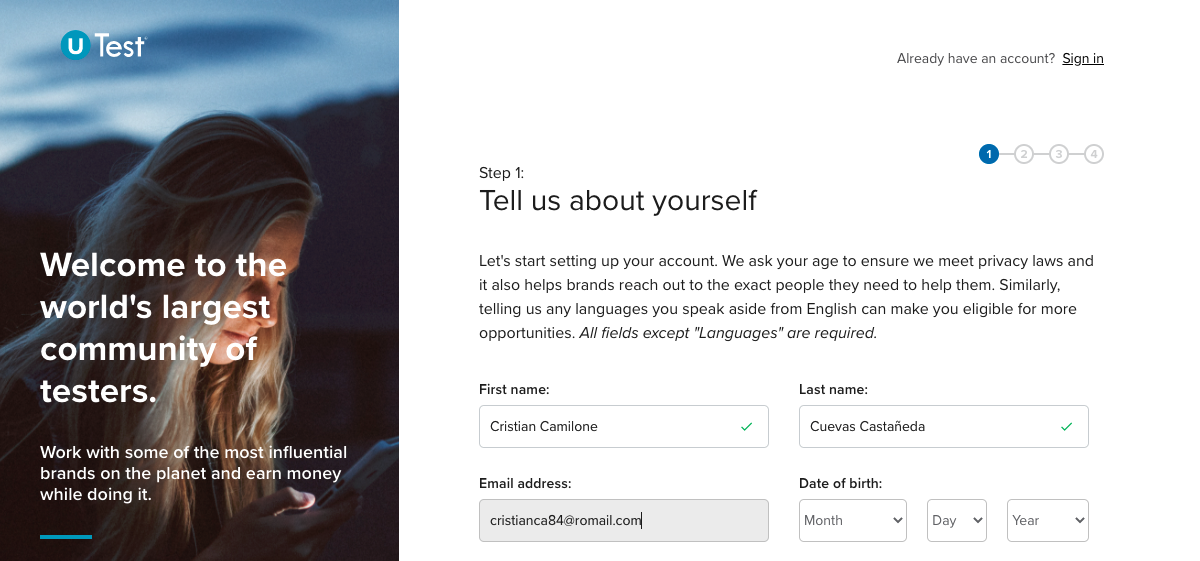 U Test
Already have an account? Sign in
1 2 3 4
Step 1:
Tell us about yourself
Welcome to the
world's largest
community of
testers.
Work with some of the most influential
brands on the planet and earn money
while doing it.
Let's start setting up your account. We ask your age to ensure we meet privacy laws and
it also helps brands reach out to the exact people they need to help them. Similarly,
telling us any languages you speak aside from English can make you eligible for more
opportunities. All fields except "Languages" are required.
First name: Last name:
Cristian Camilone Cuevas Castañeda
Email address: Date of birth:
cristianca84@romail.com Month Day Year